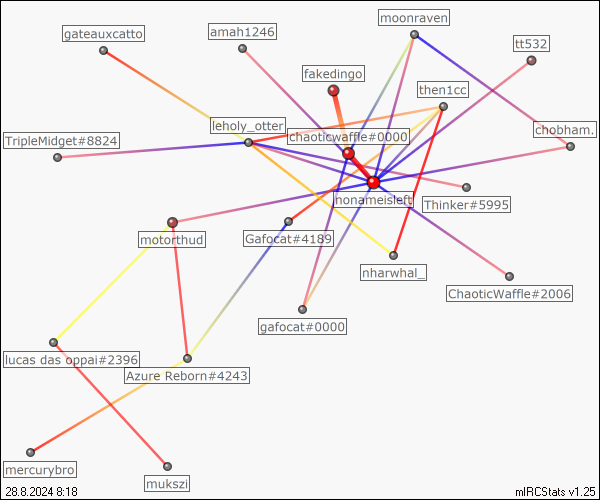 moonraven
gateauxcatto
amah1246
tt532
fakedingo
then1cc
leholy_otter
chaoticwaffle#0000
chobham.
TripleMidget#8824
nonameisleft
Thinker#5995
motorthud
Gafocat#4189
nharwhal_
ChaoticWaffle#2006
gafocat#0000
lucas das oppai#2396
Azure Reborn#4243
mercurybro
mukszi
28.8.2024 8:18
mIRCStats v1.25